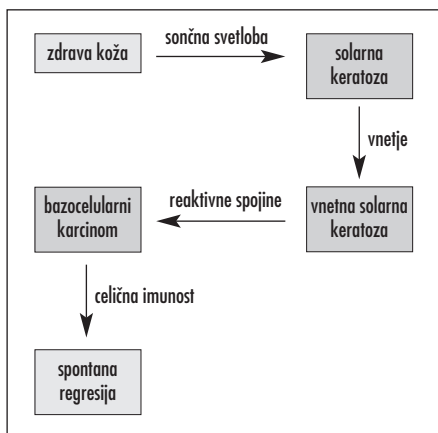 zdrava koža
sončna svetloba
solarna
keratoza
vnetje
vnetna solarna
keratoza
reaktivne spojine
bazocelularni
karcinom
celična imunost
spontana
regresija